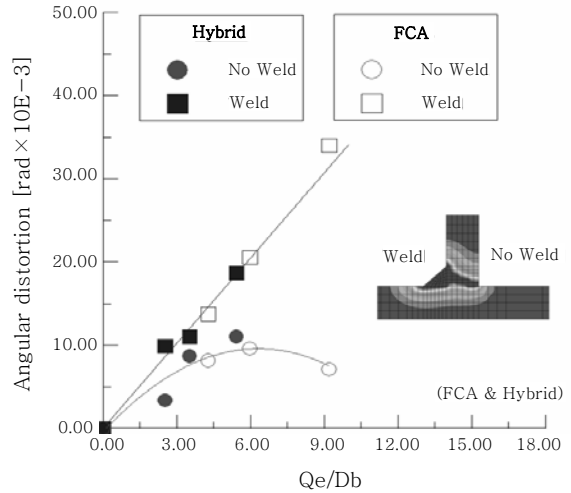 50.00
40.00
30.00
20.00
10.00
0.00
Angular distortion [rad×10E−3]
Hybrid
No Weld
Weld
FCA
No Weld
Weld
Weld
No Weld
(FCA & Hybrid)
0.00 3.00 6.00 9.00 12.00 15.00 18.00
Qe/Db